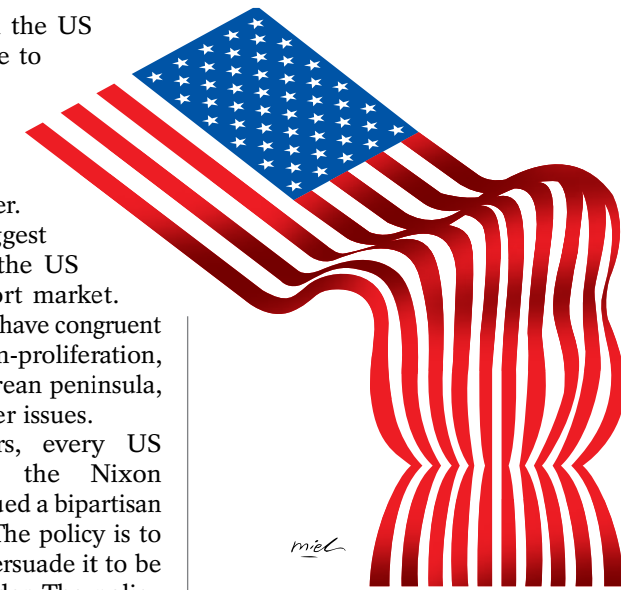 the US
e to
er.
ggest
the US
ort market.
have congruent
n-proliferation,
rean peninsula,
er issues.
rs, every US
the Nixon
ued a bipartisan
The policy is to
ersuade it to be
miel